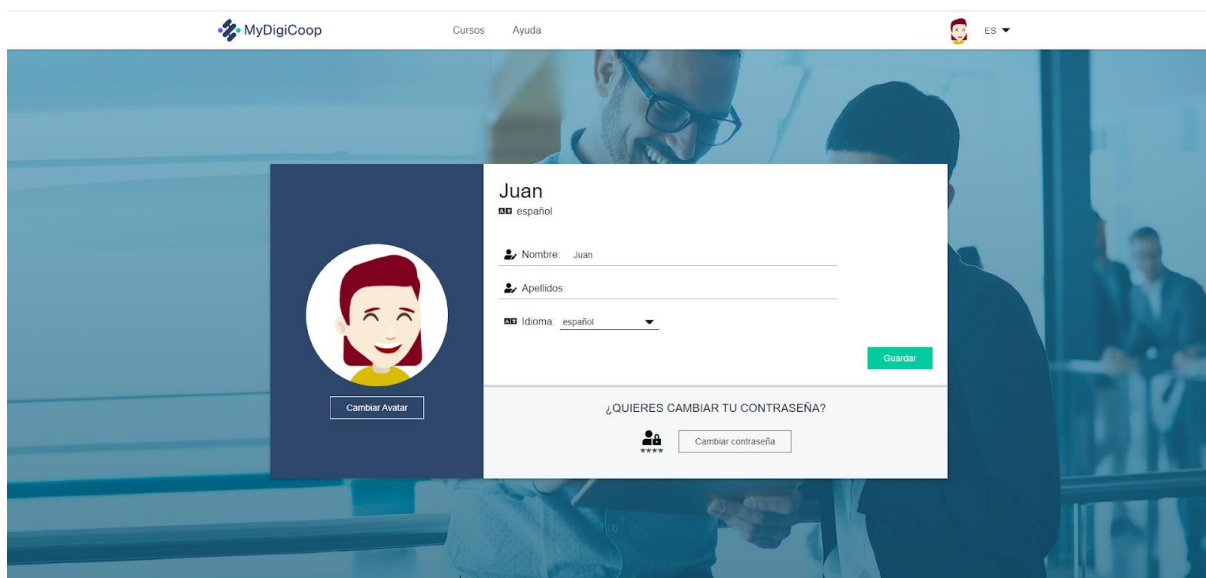 MyDigiCoop
Cursos Ayuda
ES
Juan
español
Nombre: Juan
Apellidos:
Idioma: español
Guardar
Cambiar Avatar
¿QUIERES CAMBIAR TU CONTRASEÑA?
**** Cambiar contraseña